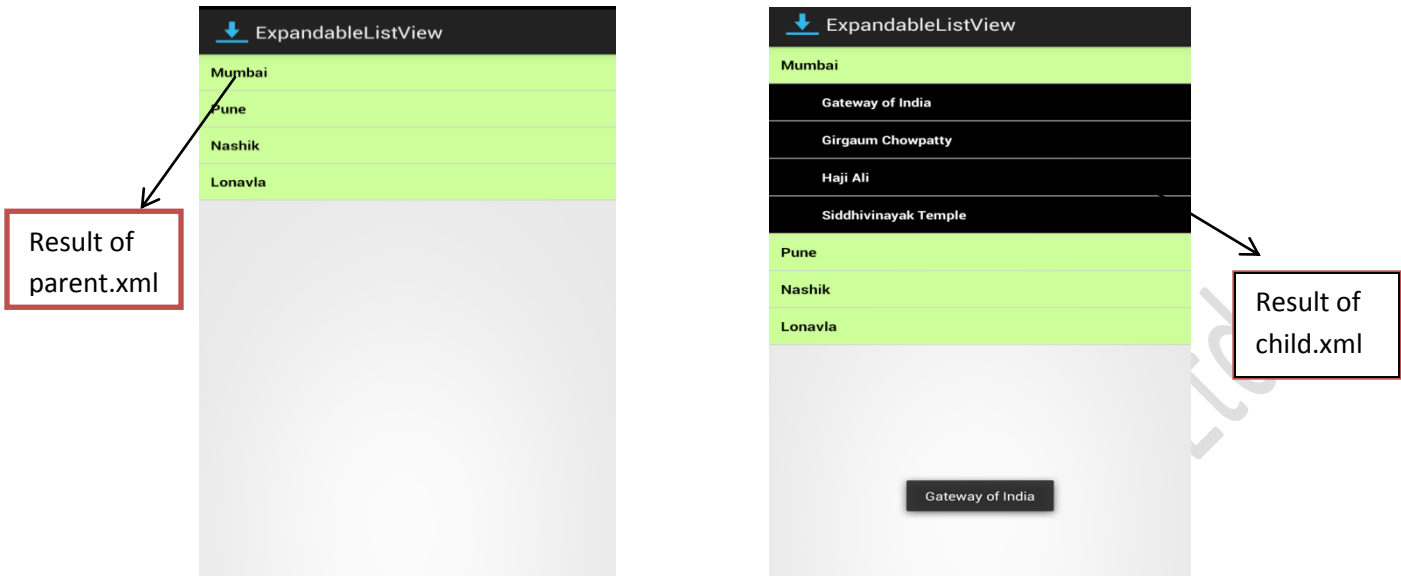 ExpandableListView
Mumbai
Pune
Nashik
Lonavla
Result of
parent.xml
ExpandableListView
Mumbai
Gateway of India
Girgaum Chowpatty
Haji Ali
Siddhivinayak Temple
Pune
Nashik
Lonavla
Gateway of India
Result of
child.xml